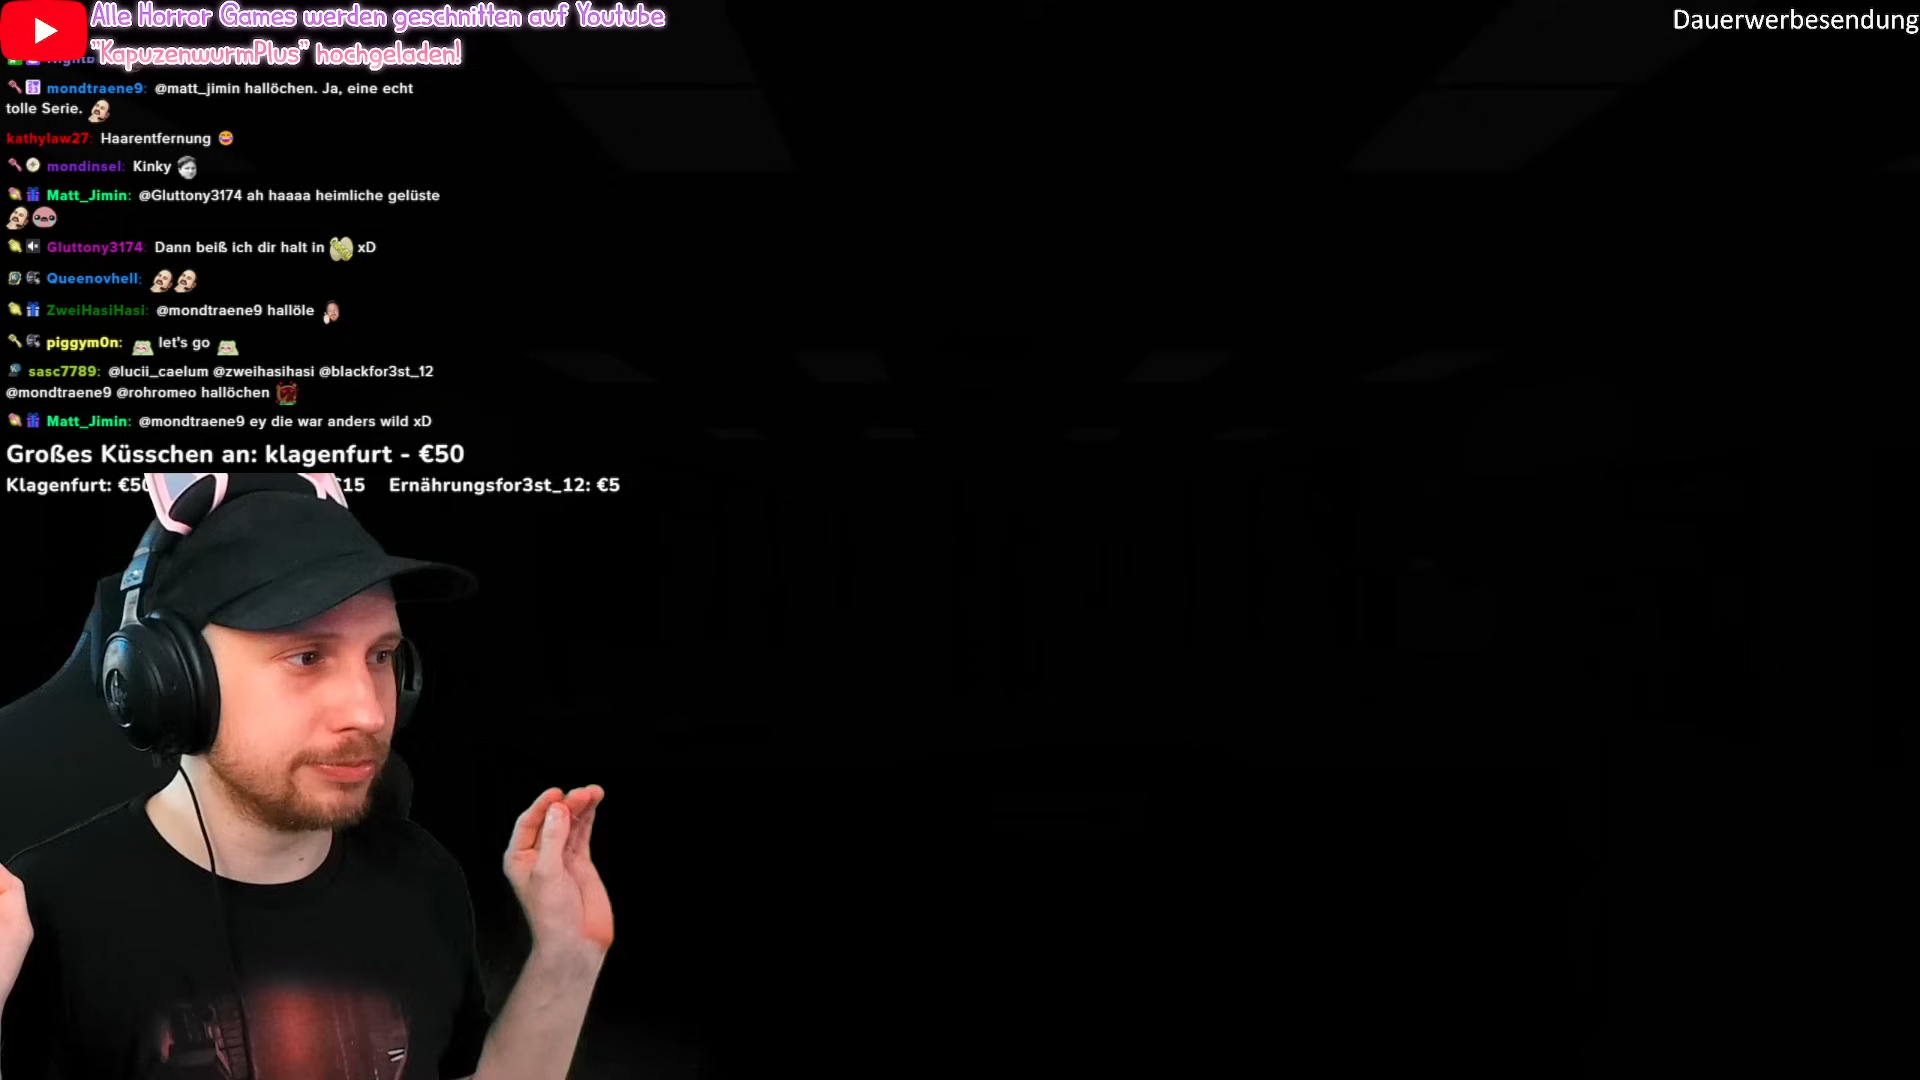 Alle Horror Games werden geschnitten auf Youtube
"KapuzenwurmPlus" hochgeladen!
Dauerwerbesendung
mondtraene9: @matt_jimin hallöchen. Ja, eine echt
tolle Serie.
kathylaw27: Haarentfernung
mondinsel: Kinky
Matt_Jimin: @Gluttony3174 ah haaaa heimliche gelüste
Gluttony3174: Dann beiß ich dir halt in xD
Queenovhell:
ZweiHasiHasi: @mondtraene9 hallöle
piggym0n: let's go
sasc7789: @lucii_caelum @zweihasihasi @blackfor3st_12
@mondtraene9 @rohromeo hallöchen
Matt_Jimin: @mondtraene9 ey die war anders wild xD
Großes Küsschen an: klagenfurt - €50
Klagenfurt: €50 €15 Ernährungsfor3st_12: €5